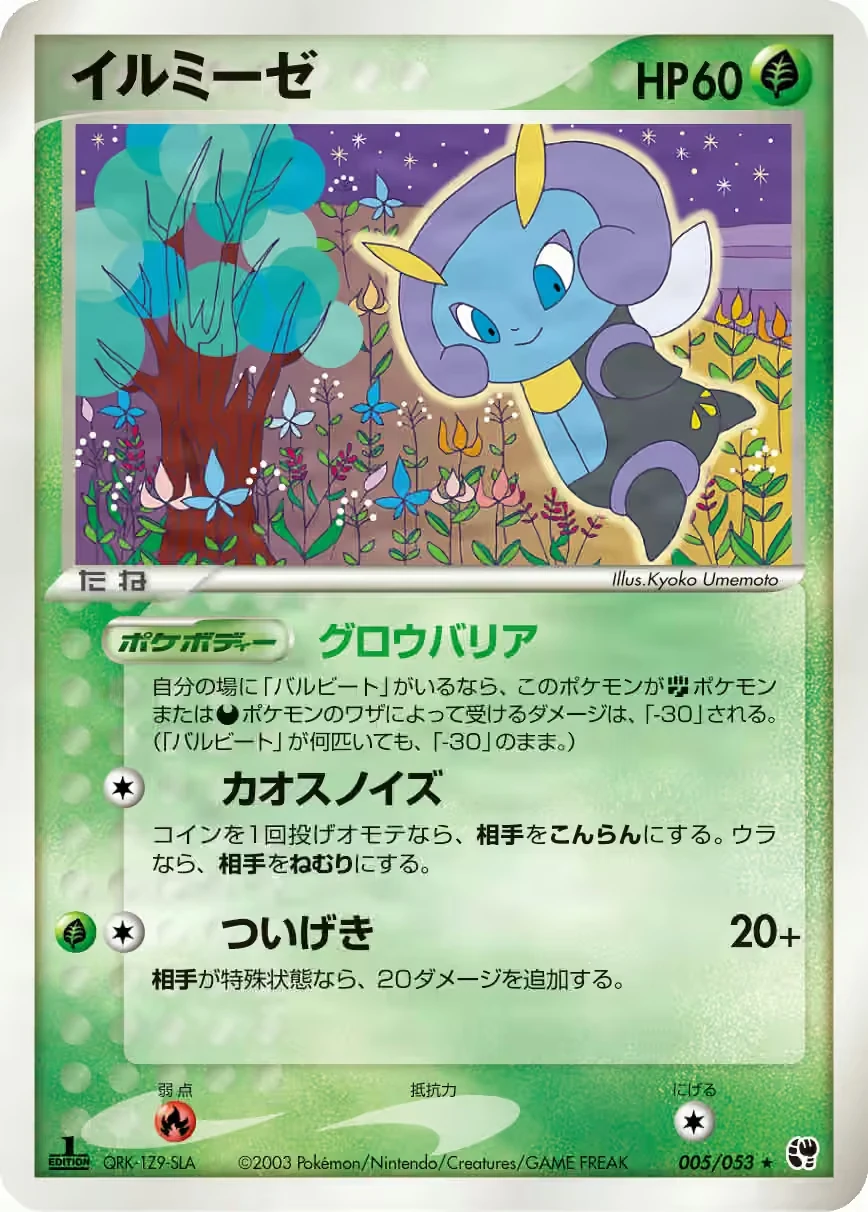 イルミーゼ HP60
たね Illus.Kyoko Umemoto
ポケボディー グロウバリア
自分の場に「バルビート」がいるなら、このポケモンがポケモン
またはポケモンのワザによって受けるダメージは、「-30」される。
(「バルビート」が何匹いても、「-30」のまま。)
カオスノイズ
コインを1回投げオモテなら、相手をこんらんにする。ウラ
なら、相手をねむりにする。
ついげき 20+
相手が特殊状態なら、20ダメージを追加する。
弱点 抵抗力 にげる
1 EDITION QRK-1Z9-SLA ©2003 Pokémon/Nintendo/Creatures/GAME FREAK 005/053 ★